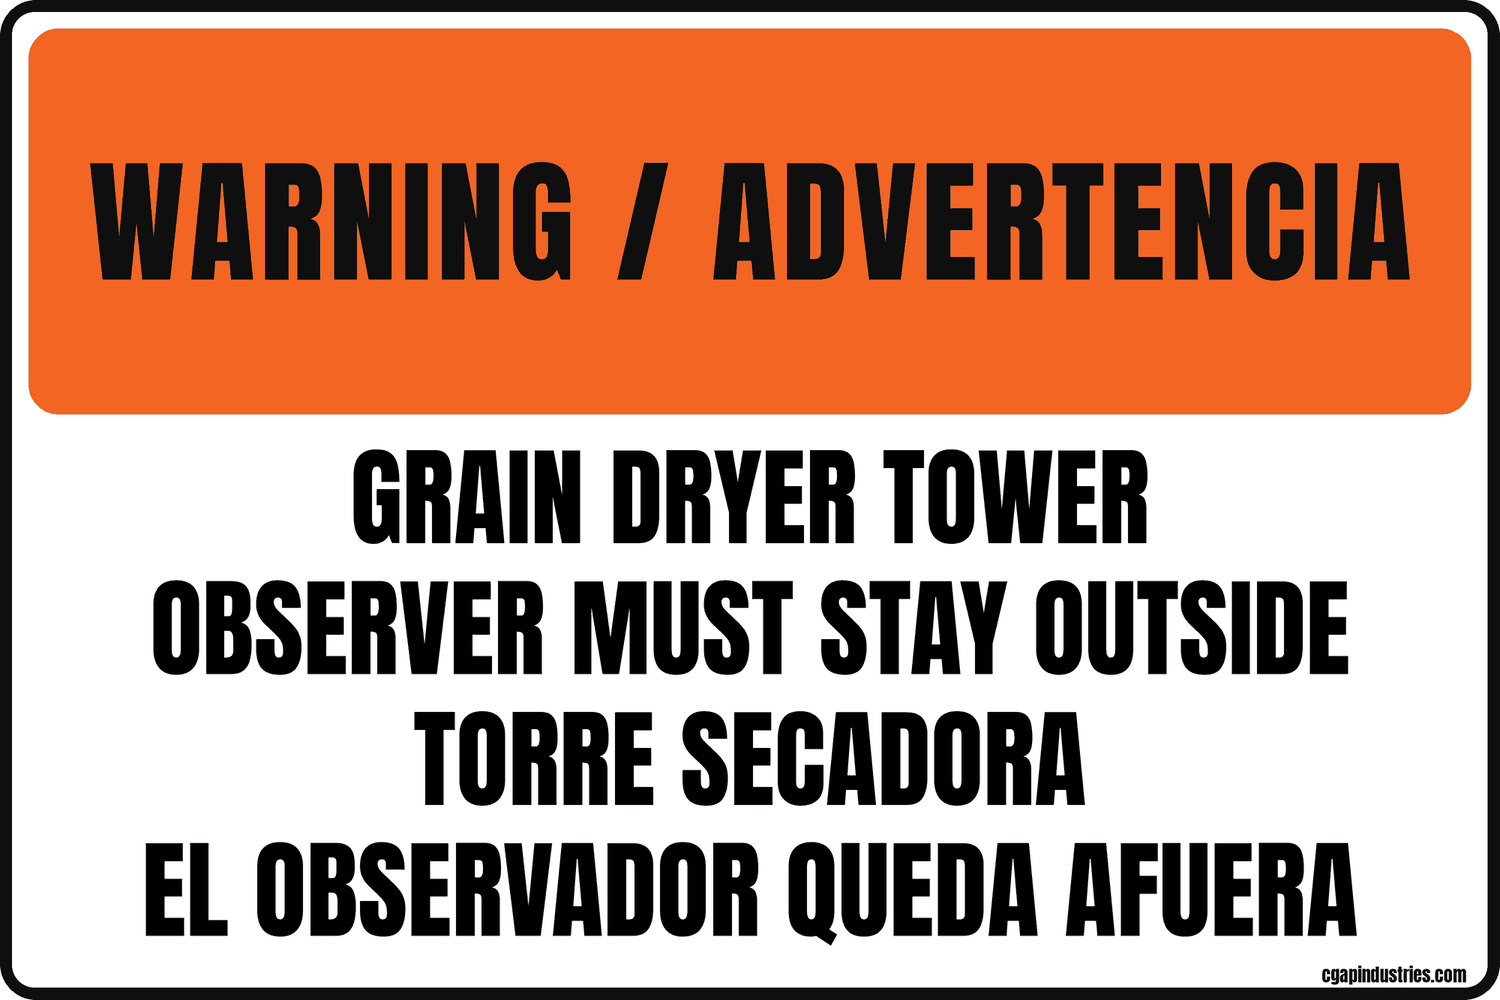 WARNING / ADVERTENCIA
GRAIN DRYER TOWER
OBSERVER MUST STAY OUTSIDE
TORRE SECADORA
EL OBSERVADOR QUEDA AFUERA
cgapindustries.com